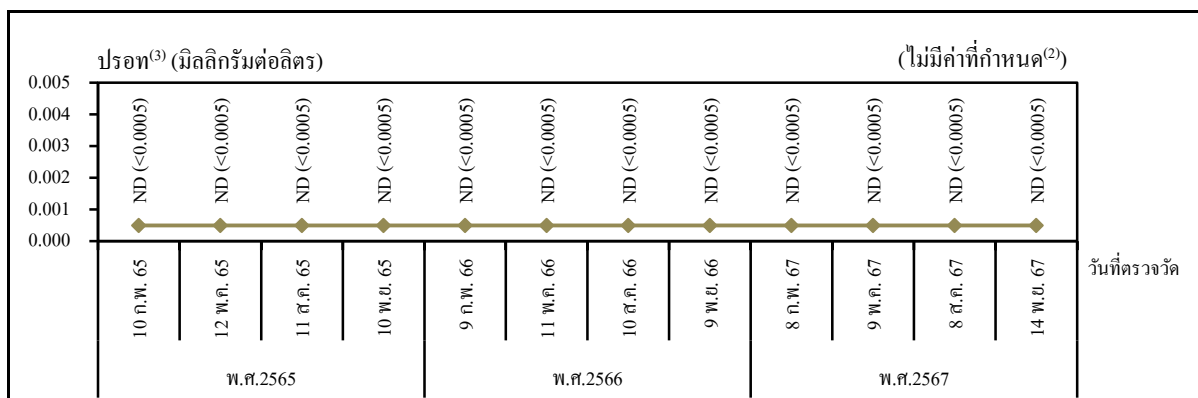 ปรอท⁽³⁾ (มิลลิกรัมต่อลิตร) (ไม่มีค่าที่กำหนด⁽²⁾)
0.005
0.004
0.003
0.002
0.001
0.000
ND (<0.0005) ND (<0.0005) ND (<0.0005) ND (<0.0005) ND (<0.0005) ND (<0.0005) ND (<0.0005) ND (<0.0005) ND (<0.0005) ND (<0.0005) ND (<0.0005) ND (<0.0005)
10 ก.พ. 65 12 พ.ค. 65 11 ส.ค. 65 10 พ.ย. 65 9 ก.พ. 66 11 พ.ค. 66 10 ส.ค. 66 9 พ.ย. 66 8 ก.พ. 67 9 พ.ค. 67 8 ส.ค. 67 14 พ.ย. 67 วันที่ตรวจวัด
พ.ศ.2565 พ.ศ.2566 พ.ศ.2567